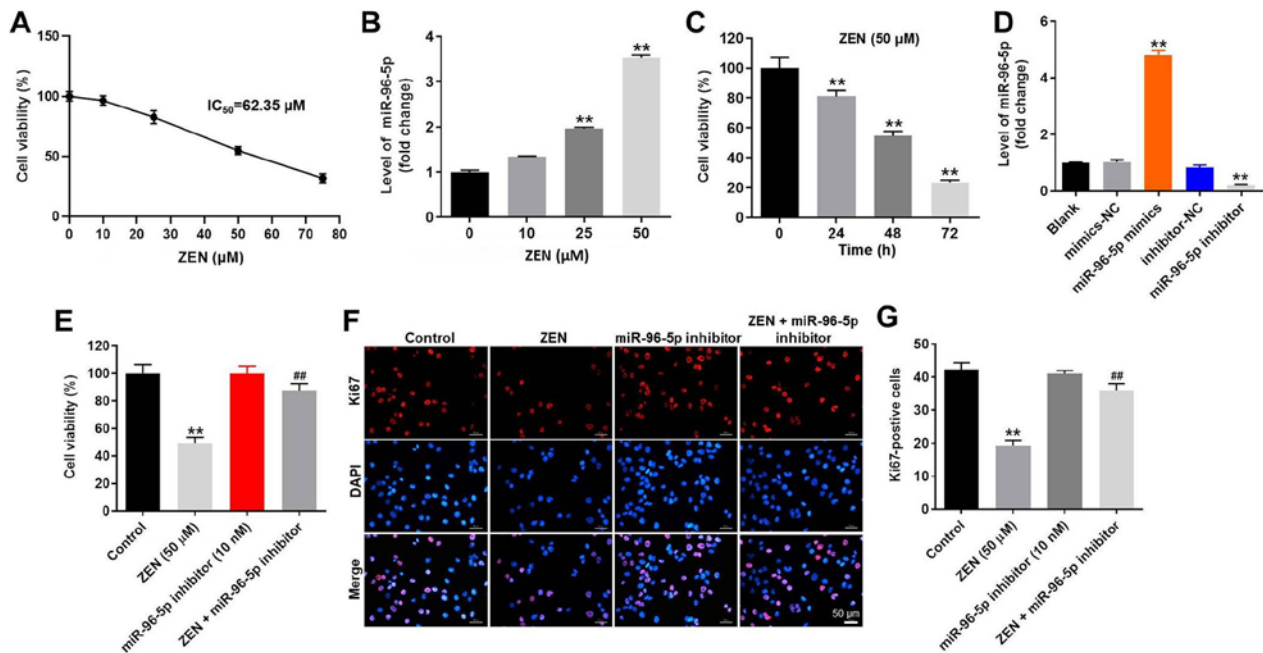 A
Cell viability (%)
150
100
50
0
IC50=62.35 µM
0 10 20 30 40 50 60 70 80
ZEN (µM)
B
Level of miR-96-5p
(fold change)
4
3
2
1
0
**
**
0 10 25 50
ZEN (µM)
C
Cell viability (%)
120
100
80
60
40
20
0
ZEN (50 µM)
**
**
**
0 24 48 72
Time (h)
D
Level of miR-96-5p
(fold change)
6
4
2
0
**
**
Blank
mimics-NC
miR-96-5p mimics
inhibitor-NC
miR-96-5p inhibitor
E
Cell viability (%)
120
100
80
60
40
20
0
**
##
Control
ZEN (50 µM)
miR-96-5p inhibitor (10 nM)
ZEN + miR-96-5p inhibitor
F
Control ZEN miR-96-5p inhibitor ZEN + miR-96-5p
inhibitor
Ki67
DAPI
Merge
50 µm
G
Ki67-postive cells
50
40
30
20
10
0
**
##
Control
ZEN (50 µM)
miR-96-5p inhibitor (10 nM)
ZEN + miR-96-5p inhibitor